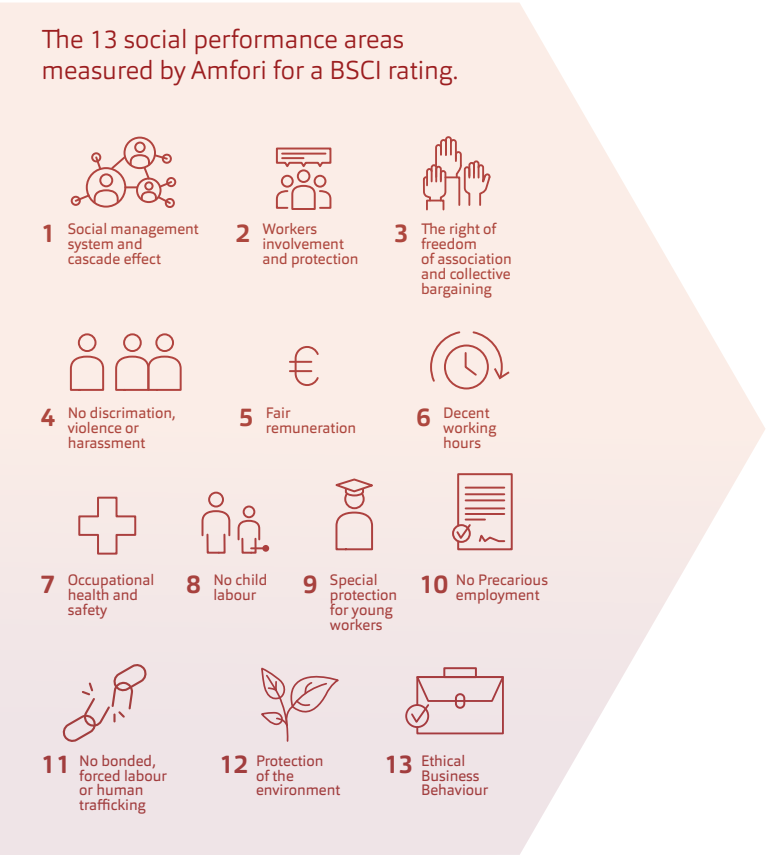 The 13 social performance areas
measured by Amfori for a BSCI rating.
1 Social management
system and
cascade effect
2 Workers
involvement
and protection
3 The right of
freedom
of association
and collective
bargaining
4 No discrimation,
violence or
harassment
5 Fair
remuneration
6 Decent
working
hours
7 Occupational
health and
safety
8 No child
labour
9 Special
protection
for young
workers
10 No Precarious
employment
11 No bonded,
forced labour
or human
trafficking
12 Protection
of the
environment
13 Ethical
Business
Behaviour